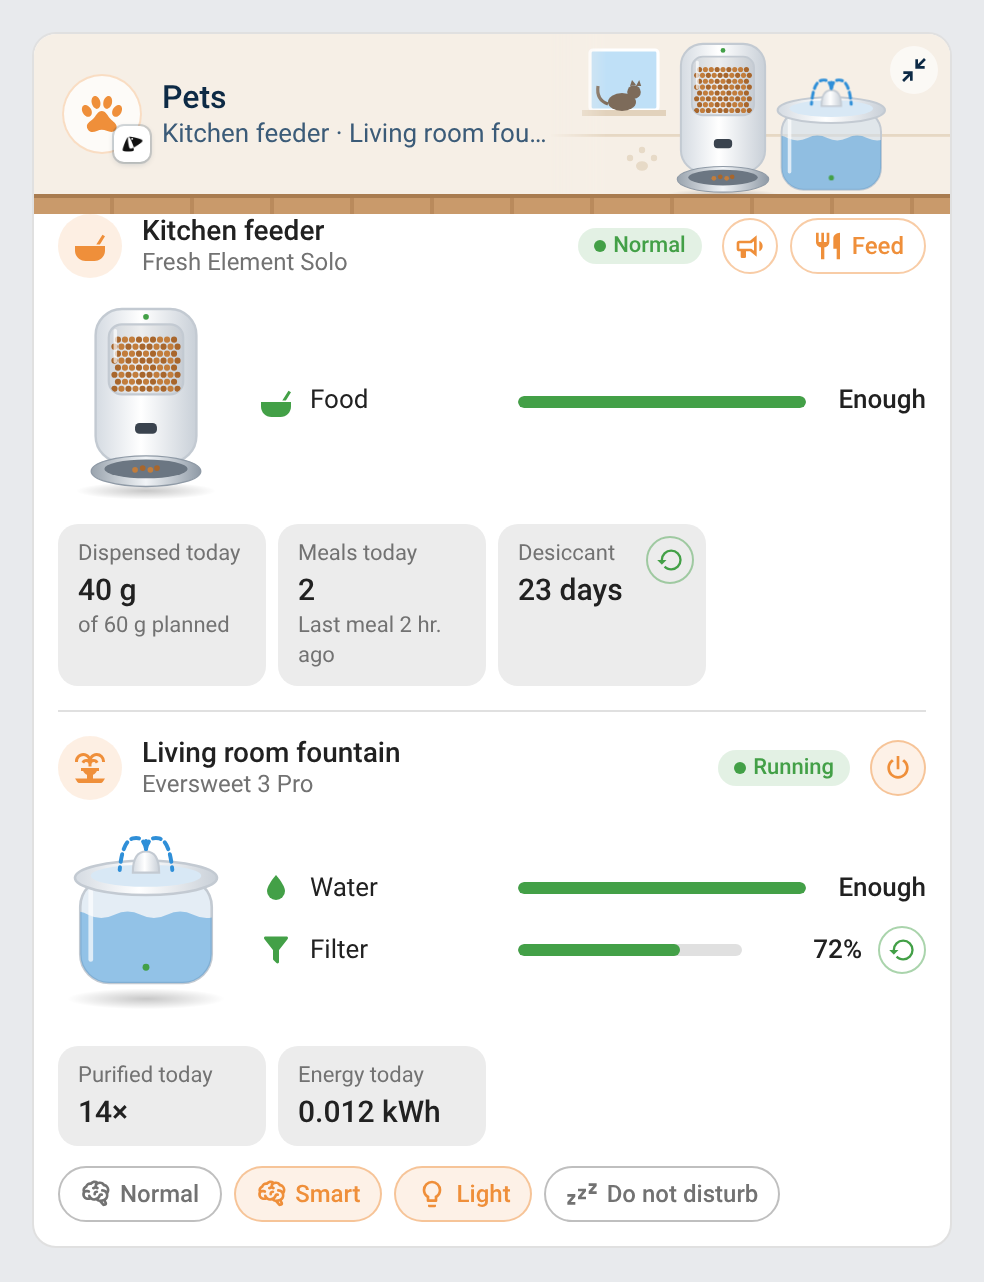 Pets
Kitchen feeder · Living room fou...
Kitchen feeder
Fresh Element Solo
Normal
Feed
Food
Enough
Dispensed today
40 g
of 60 g planned
Meals today
2
Last meal 2 hr.
ago
Desiccant
23 days
Living room fountain
Eversweet 3 Pro
Running
Water
Enough
Filter
72%
Purified today
14×
Energy today
0.012 kWh
Normal
Smart
Light
zzz Do not disturb